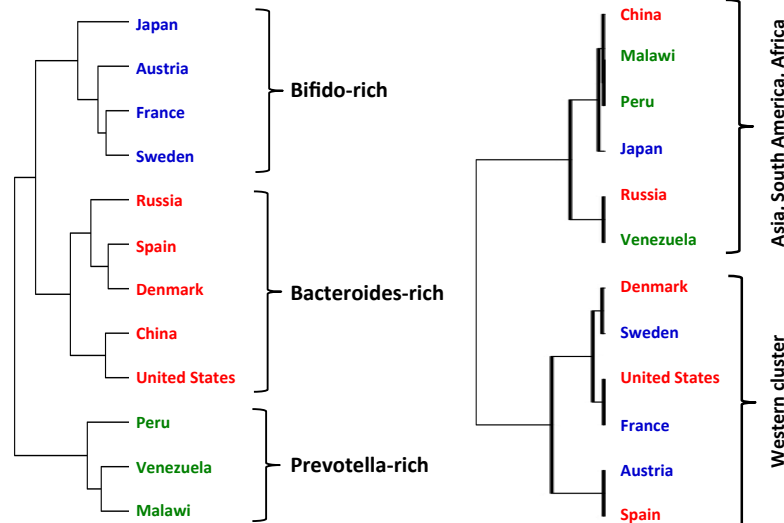 Japan
Austria
France
Sweden
Bifido-rich
Russia
Spain
Denmark
China
United States
Bacteroides-rich
Peru
Venezuela
Malawi
Prevotella-rich
China
Malawi
Peru
Japan
Russia
Venezuela
Asia, South America, Africa
Denmark
Sweden
United States
France
Austria
Spain
Western cluster